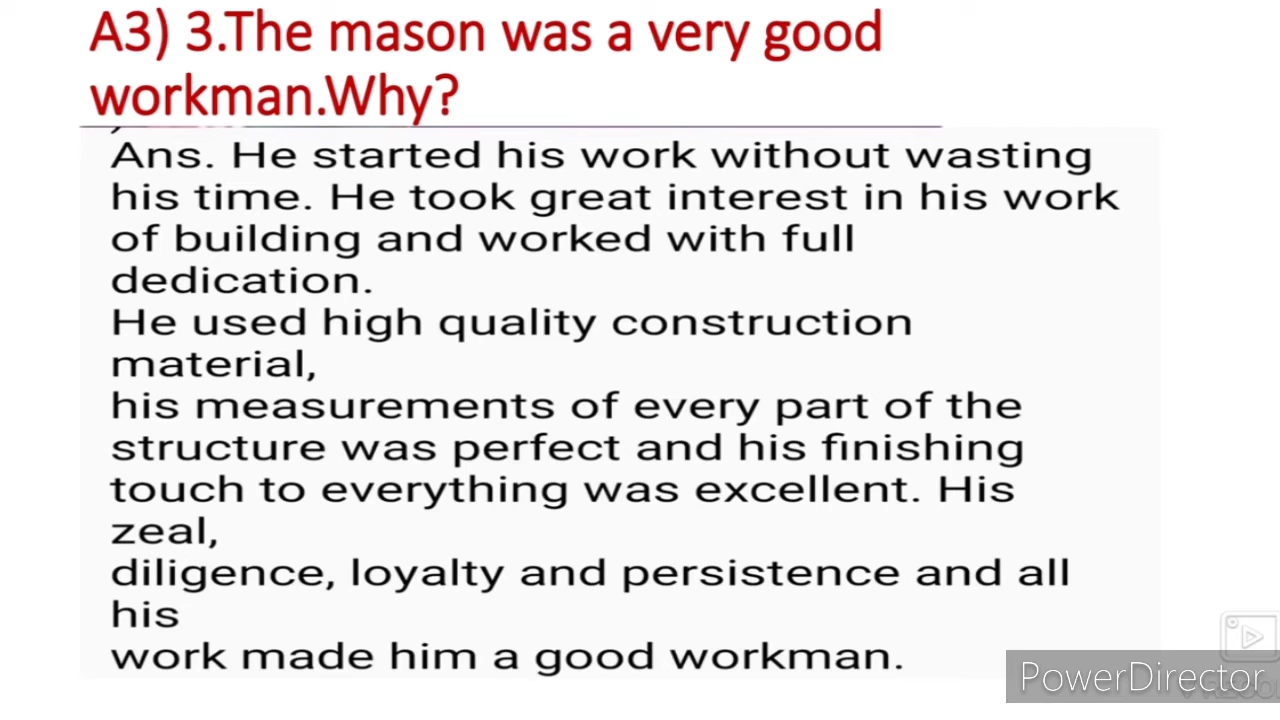 A3) 3.The mason was a very good
workman.Why?
Ans. He started his work without wasting
his time. He took great interest in his work
of building and worked with full
dedication.
He used high quality construction
material,
his measurements of every part of the
structure was perfect and his finishing
touch to everything was excellent. His
zeal,
diligence, loyalty and persistence and all
his
work made him a good workman.
PowerDirector